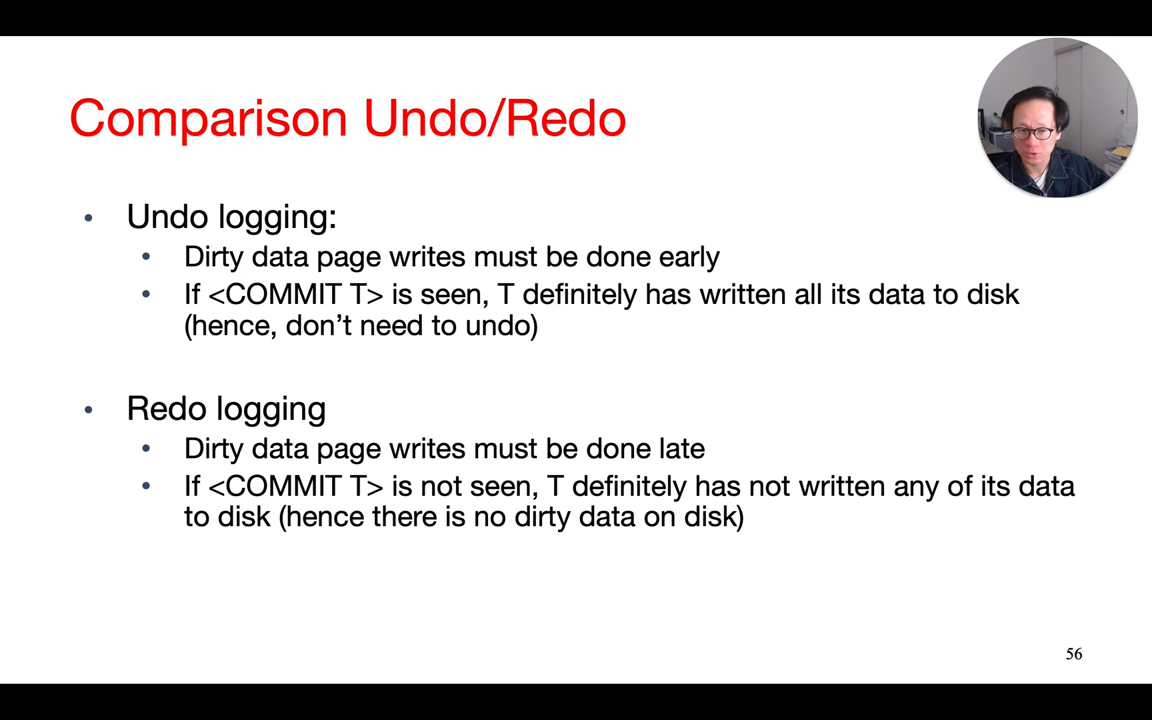 Comparison Undo/Redo
• Undo logging:
• Dirty data page writes must be done early
• If <COMMIT T> is seen, T definitely has written all its data to disk
(hence, don’t need to undo)
• Redo logging
• Dirty data page writes must be done late
• If <COMMIT T> is not seen, T definitely has not written any of its data
to disk (hence there is no dirty data on disk)
56